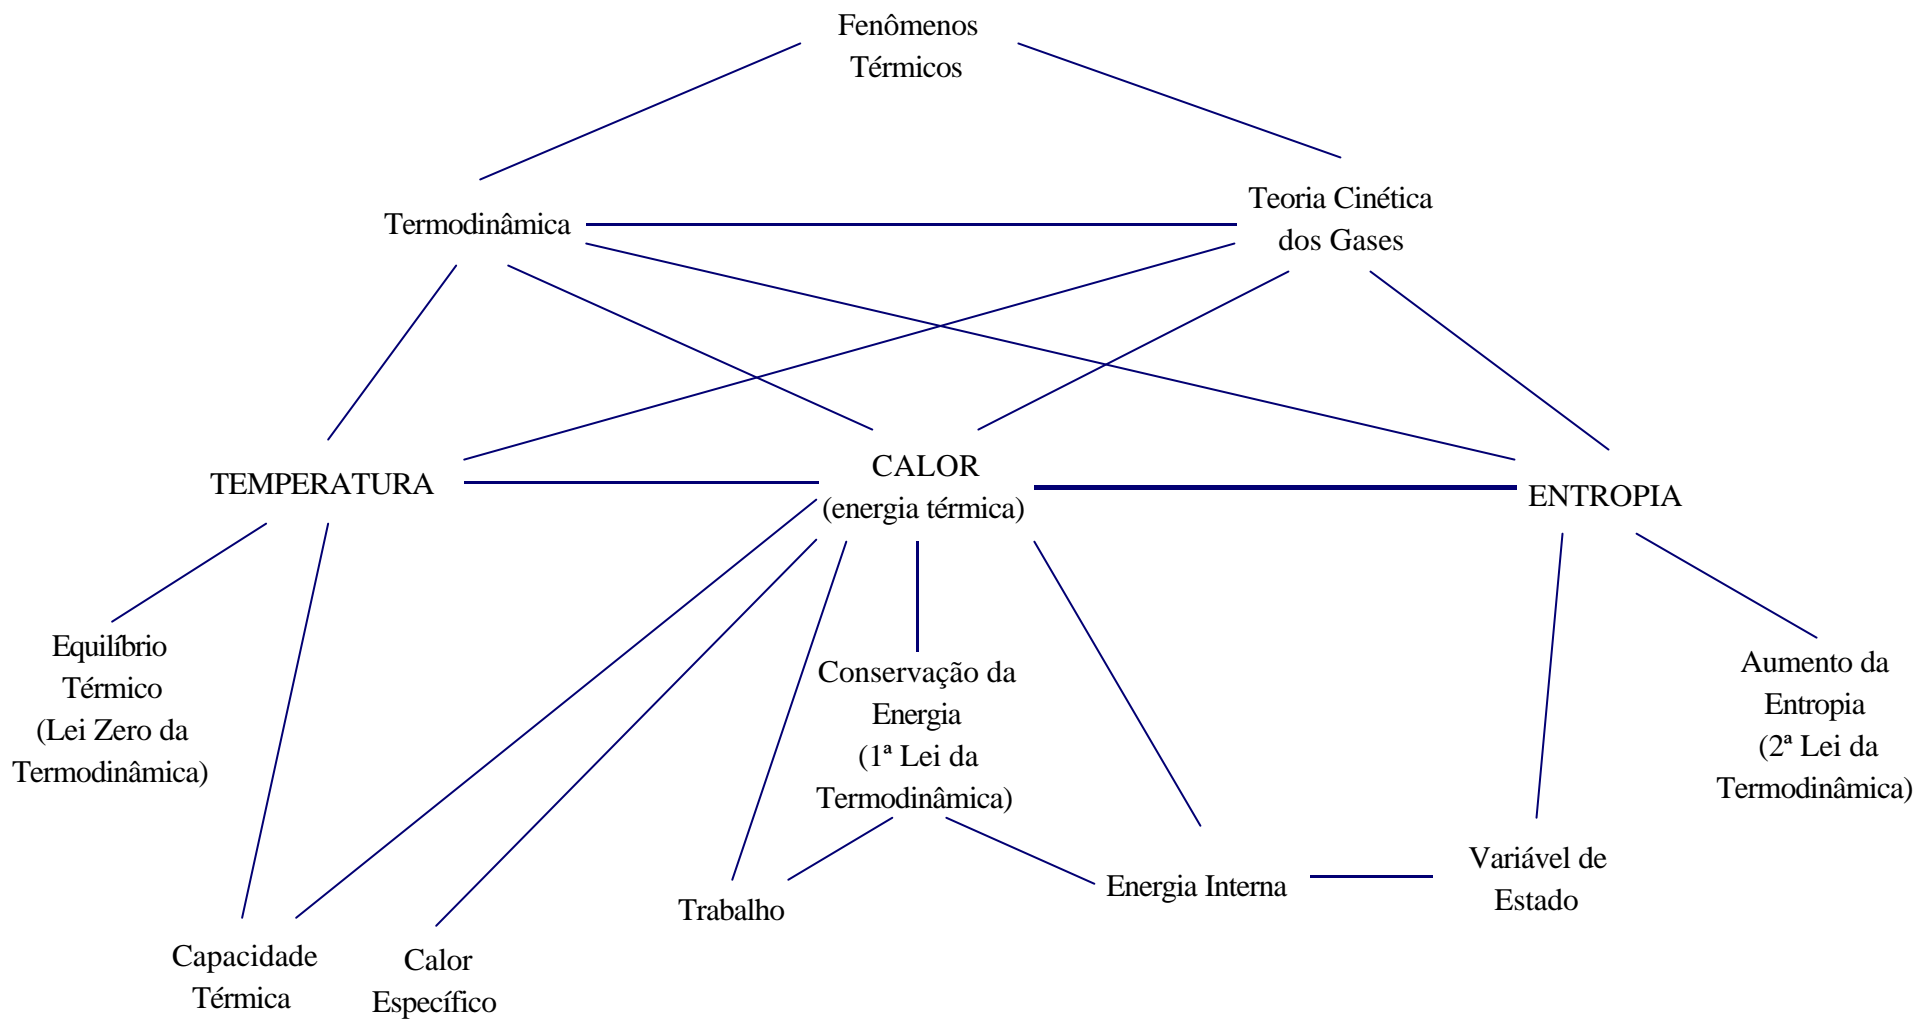 Fenômenos
Térmicos
Termodinâmica
Teoria Cinética
dos Gases
TEMPERATURA
CALOR
(energia térmica)
ENTROPIA
Equilíbrio
Térmico
(Lei Zero da
Termodinâmica)
Conservação da
Energia
(1ª Lei da
Termodinâmica)
Aumento da
Entropia
(2ª Lei da
Termodinâmica)
Trabalho
Energia Interna
Variável de
Estado
Capacidade
Térmica
Calor
Específico